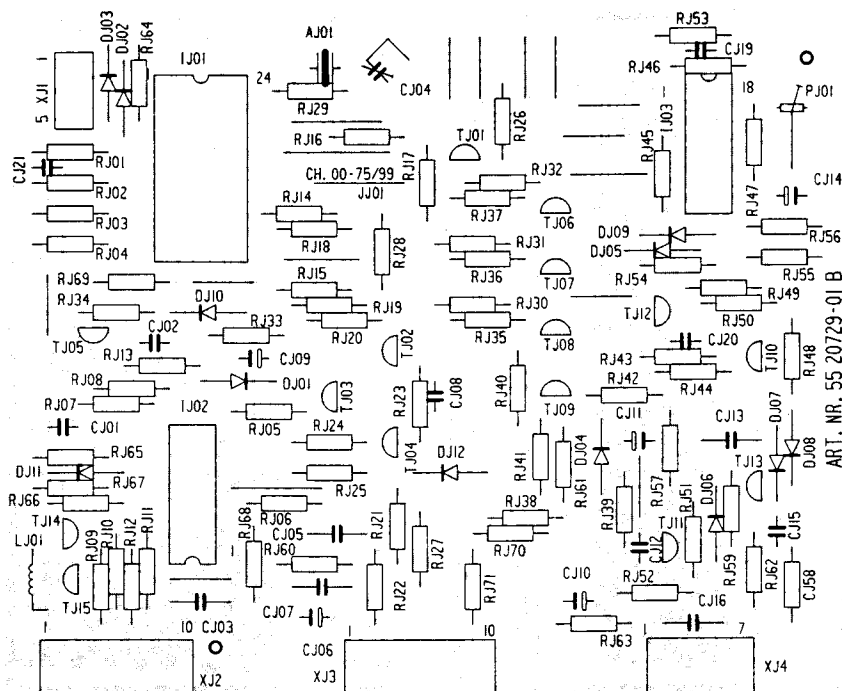 DJ03
DJ02
RJ64
IJ01
24
AJ01
RJ29
CJ04
RJ53
CJ19
RJ46
18
PJ01
1
XJ1
5
RJ16
RJ17
TJ01
RJ26
RJ45
IJ03
RJ47
CJ21
RJ01
RJ02
RJ03
RJ04
CH. 00-75/99
JJ01
RJ14
RJ18
RJ28
RJ32
RJ37
TJ06
CJ14
RJ56
DJ09
DJ05
RJ31
RJ36
RJ54
RJ55
RJ69
RJ15
TJ07
RJ49
RJ34
DJ10
RJ19
RJ20
RJ30
RJ35
TJ12
RJ50
TJ05
CJ02
RJ33
TJ02
TJ08
CJ20
TJ10
RJ48
RJ13
CJ09
RJ43
RJ44
RJ08
DJ01
TJ03
RJ23
CJ08
RJ40
RJ42
RJ07
IJ02
RJ05
TJ09
CJ11
CJ13
DJ07
DJ08
CJ01
RJ24
TJ04
DJ12
RJ41
RJ61
DJ04
RJ65
DJ11
RJ67
RJ25
RJ57
TJ13
RJ66
RJ06
RJ38
RJ39
RJ51
DJ06
TJ14
CJ05
RJ21
RJ27
RJ70
TJ11
RJ59
CJ15
LJ01
RJ09
RJ10
RJ12
RJ11
RJ68
RJ60
CJ12
RJ62
CJ58
TJ15
RJ22
RJ71
RJ52
CJ10
CJ16
CJ07
1
10
CJ03
CJ06
1
10
RJ63
1
7
XJ2
XJ3
XJ4
ART. NR. 55 20729-01 B